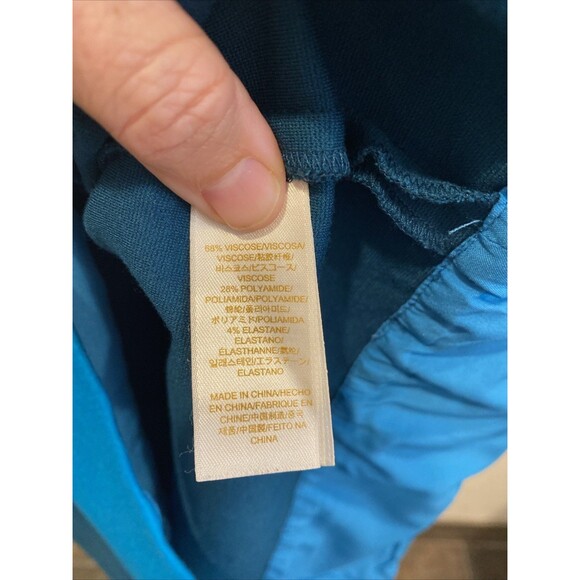 68% VISCOSE/VISCOSA/
VISCOSE/粘胶纤维/
비스코스/ビスコース/
VISCOSE
28% POLYAMIDE/
POLIAMIDA/POLYAMIDE/
锦纶/폴리아미드/
ポリアミド/POLIAMIDA
4% ELASTANE/
ELASTANO/
ÉLASTHANNE/氨纶/
엘라스테인/エラステーン/
ELASTANO
MADE IN CHINA/HECHO
EN CHINA/FABRIQUE EN
CHINE/中国制造/중국
제품/中国製/FEITO NA
CHINA